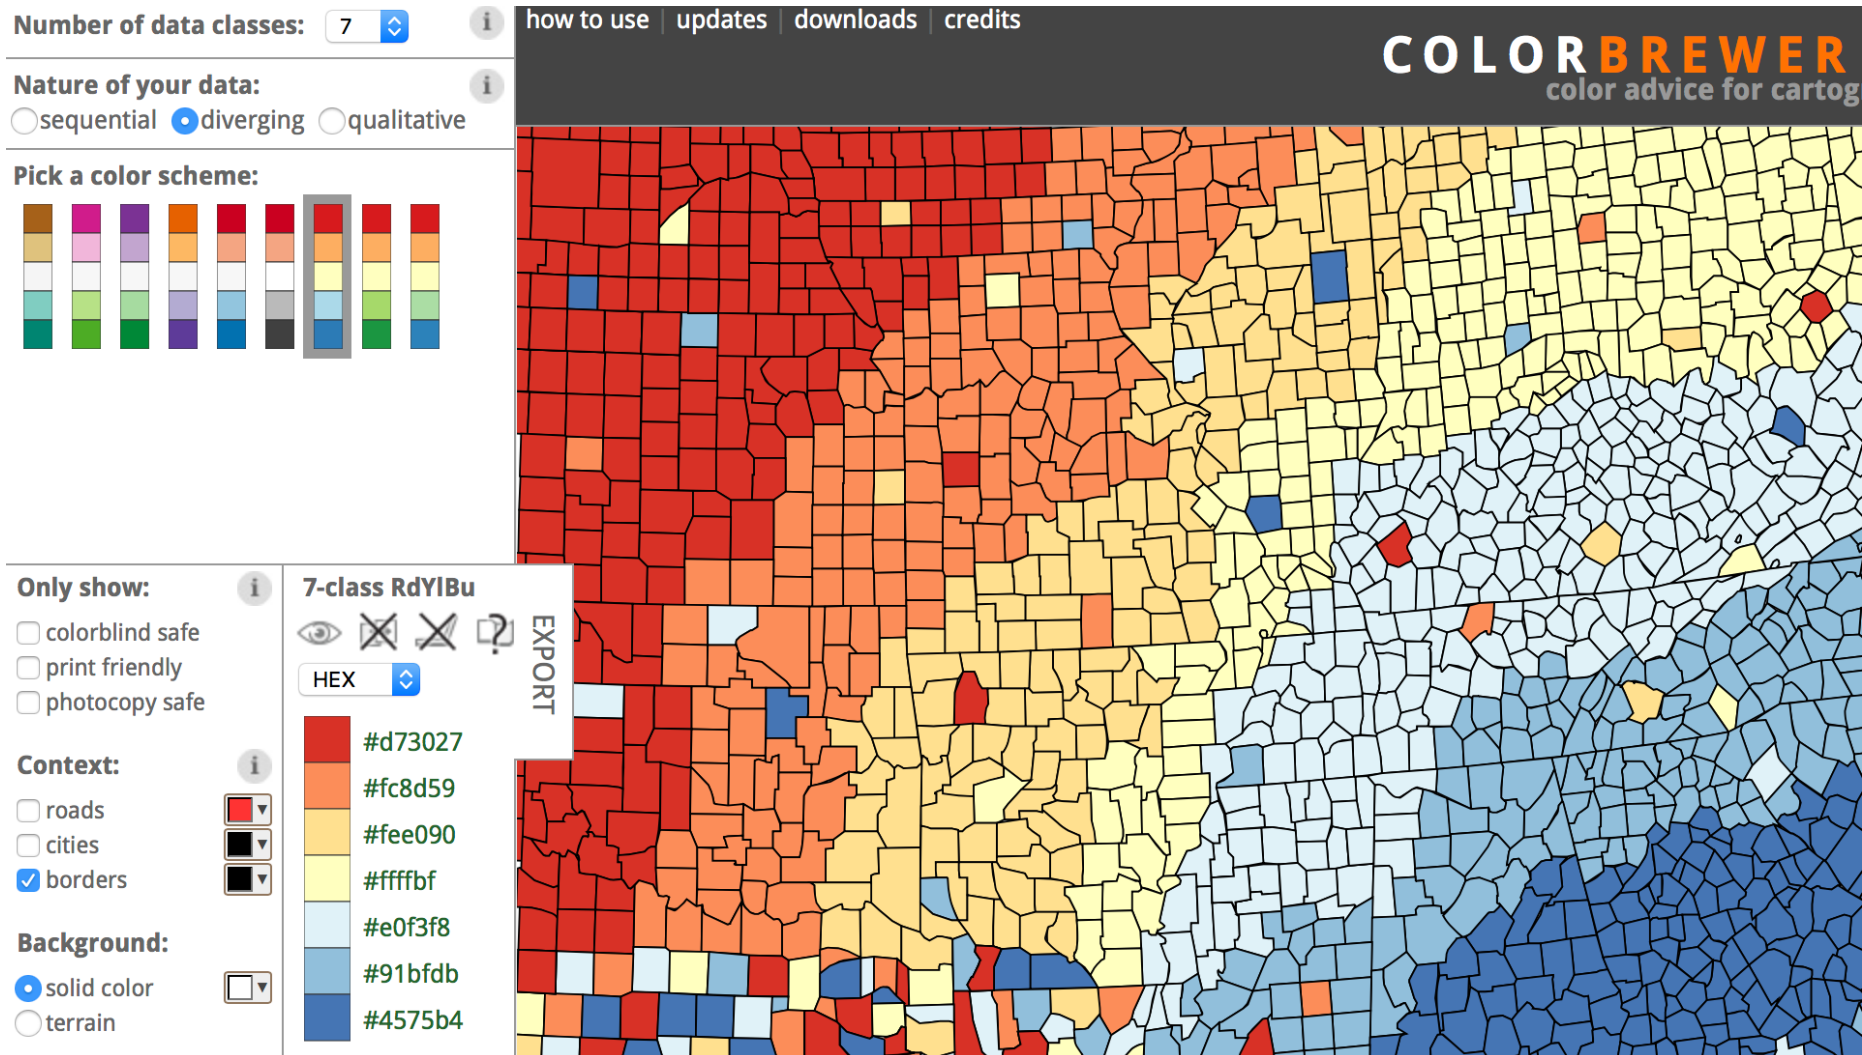 Number of data classes: 7 i
how to use | updates | downloads | credits
COLORBREWER
color advice for cartog
Nature of your data: i
sequential diverging qualitative
Pick a color scheme:
Only show: i
colorblind safe
print friendly
photocopy safe
Context: i
roads
cities
borders
Background:
solid color
terrain
7-class RdYlBu
?
HEX
EXPORT
#d73027
#fc8d59
#fee090
#ffffbf
#e0f3f8
#91bfdb
#4575b4